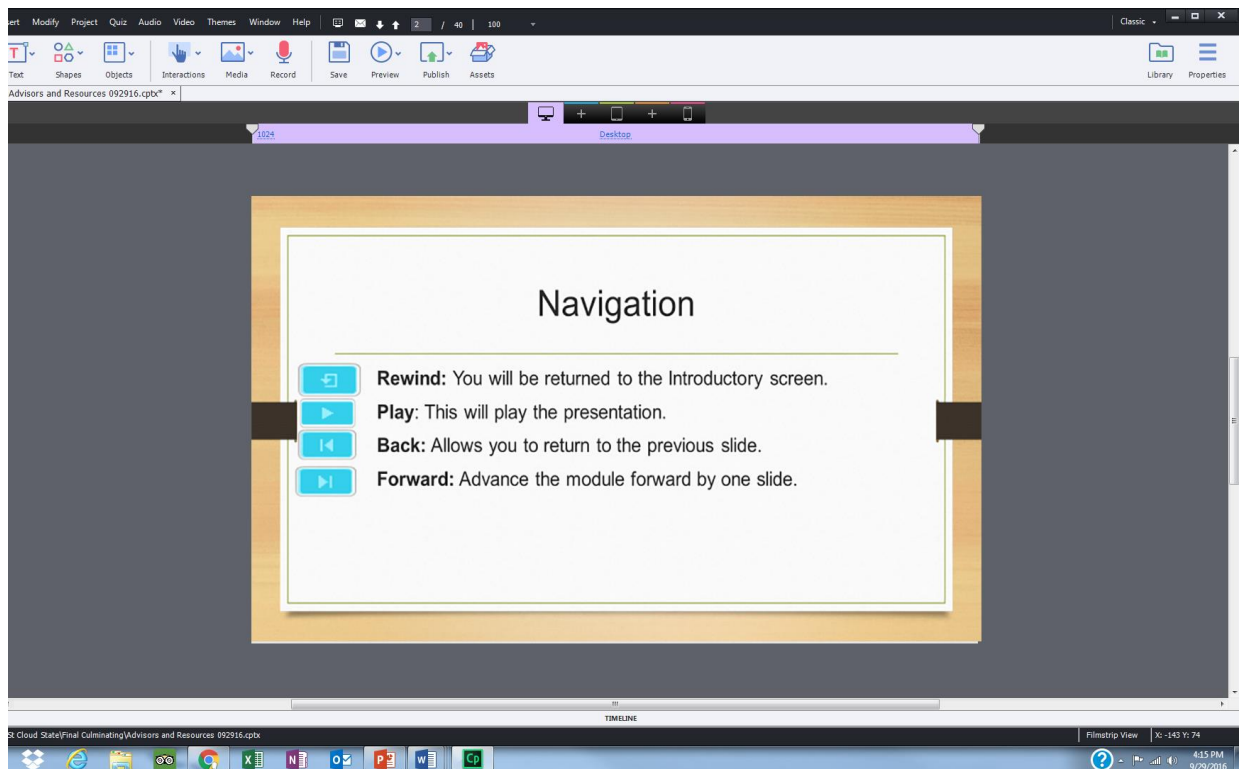 ert Modify Project Quiz Audio Video Themes Window Help 2 / 40 100 Classic
Text Shapes Objects Interactions Media Record Save Preview Publish Assets Library Properties
Advisors and Resources 092916.cptx* ×
1024 Desktop
Navigation
Rewind: You will be returned to the Introductory screen.
Play: This will play the presentation.
Back: Allows you to return to the previous slide.
Forward: Advance the module forward by one slide.
TIMELINE
St Cloud State\Final Culminating\Advisors and Resources 092916.cptx Filmstrip View X: -143 Y: 74
Cp 4:15 PM
9/29/2016